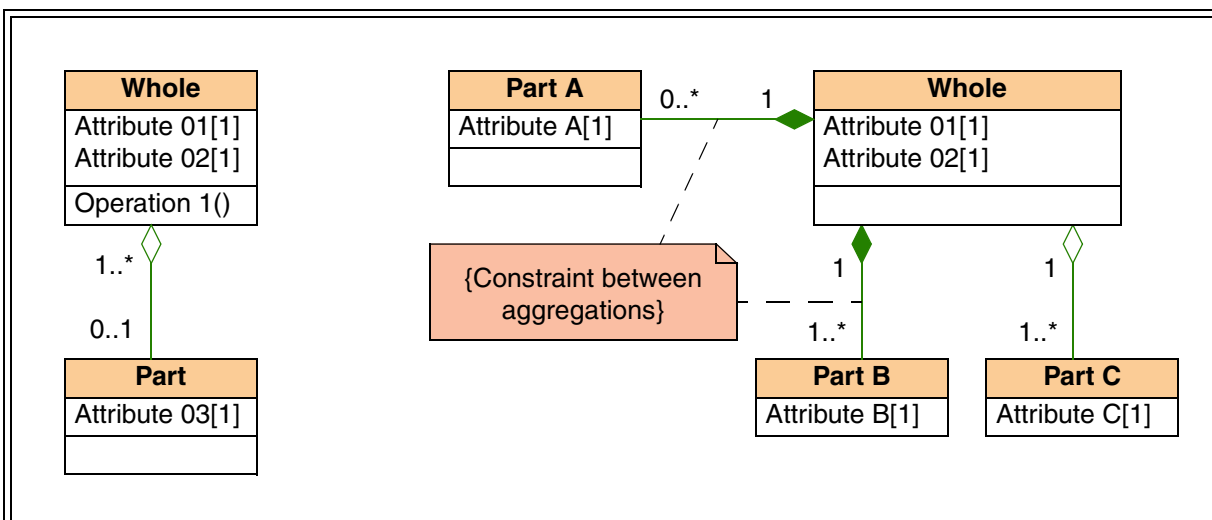 Whole
Attribute 01[1]
Attribute 02[1]
Operation 1()
1..*
0..1
Part
Attribute 03[1]
Part A
Attribute A[1]
0..*
1
Whole
Attribute 01[1]
Attribute 02[1]
{Constraint between
aggregations}
1
1..*
1
1..*
Part B
Attribute B[1]
Part C
Attribute C[1]